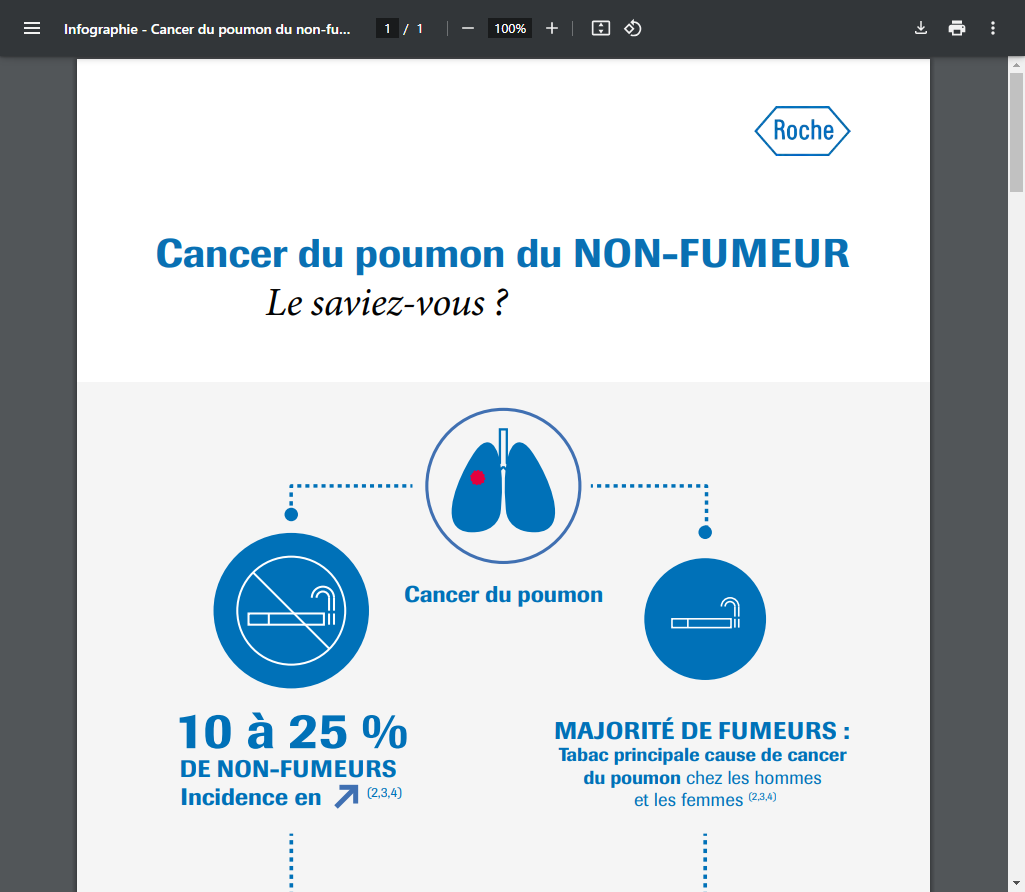 Infographie - Cancer du poumon du non-fu...
1 / 1
100%
Roche
Cancer du poumon du NON-FUMEUR
Le saviez-vous ?
Cancer du poumon
10 à 25 %
DE NON-FUMEURS
Incidence en (2,3,4)
MAJORITÉ DE FUMEURS :
Tabac principale cause de cancer
du poumon chez les hommes
et les femmes (2,3,4)